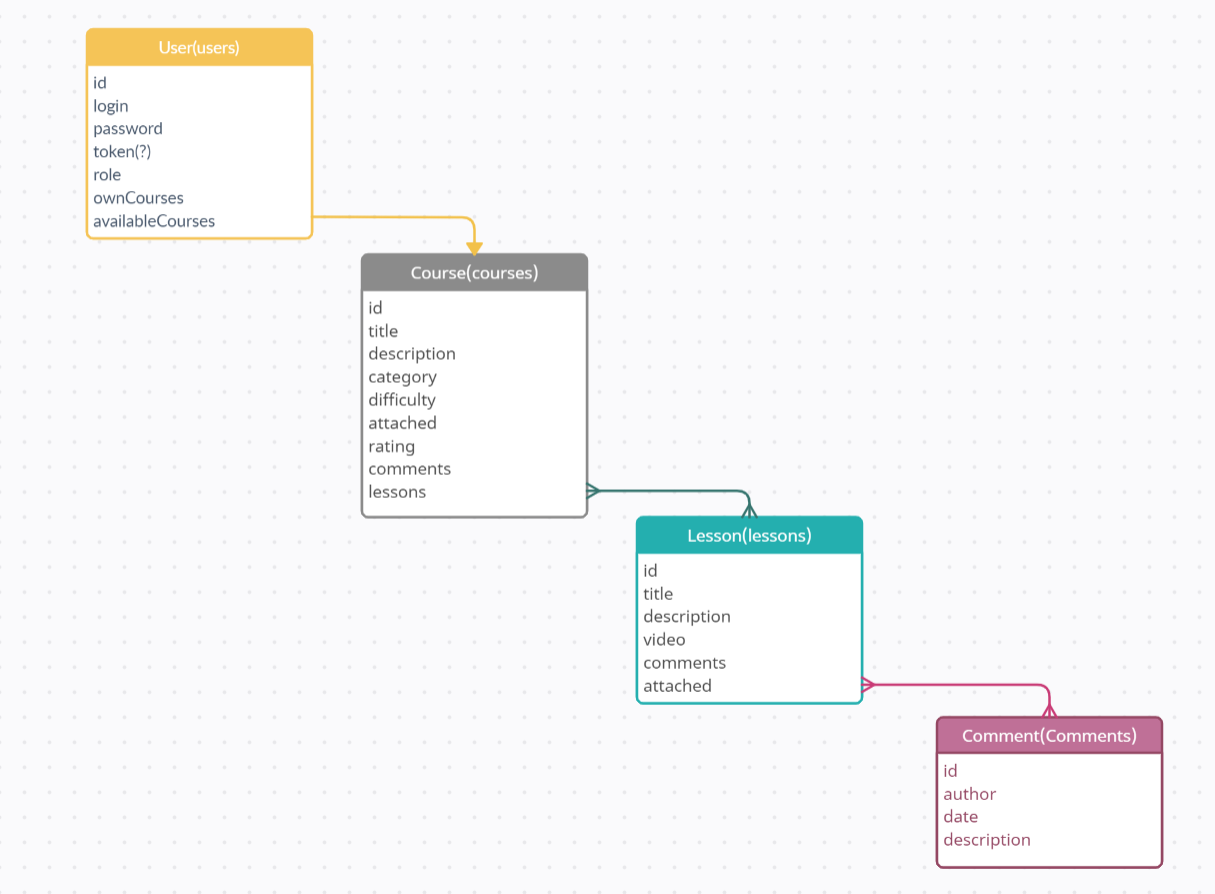 User(users)
id
login
password
token(?)
role
ownCourses
availableCourses
Course(courses)
id
title
description
category
difficulty
attached
rating
comments
lessons
Lesson(lessons)
id
title
description
video
comments
attached
Comment(Comments)
id
author
date
description